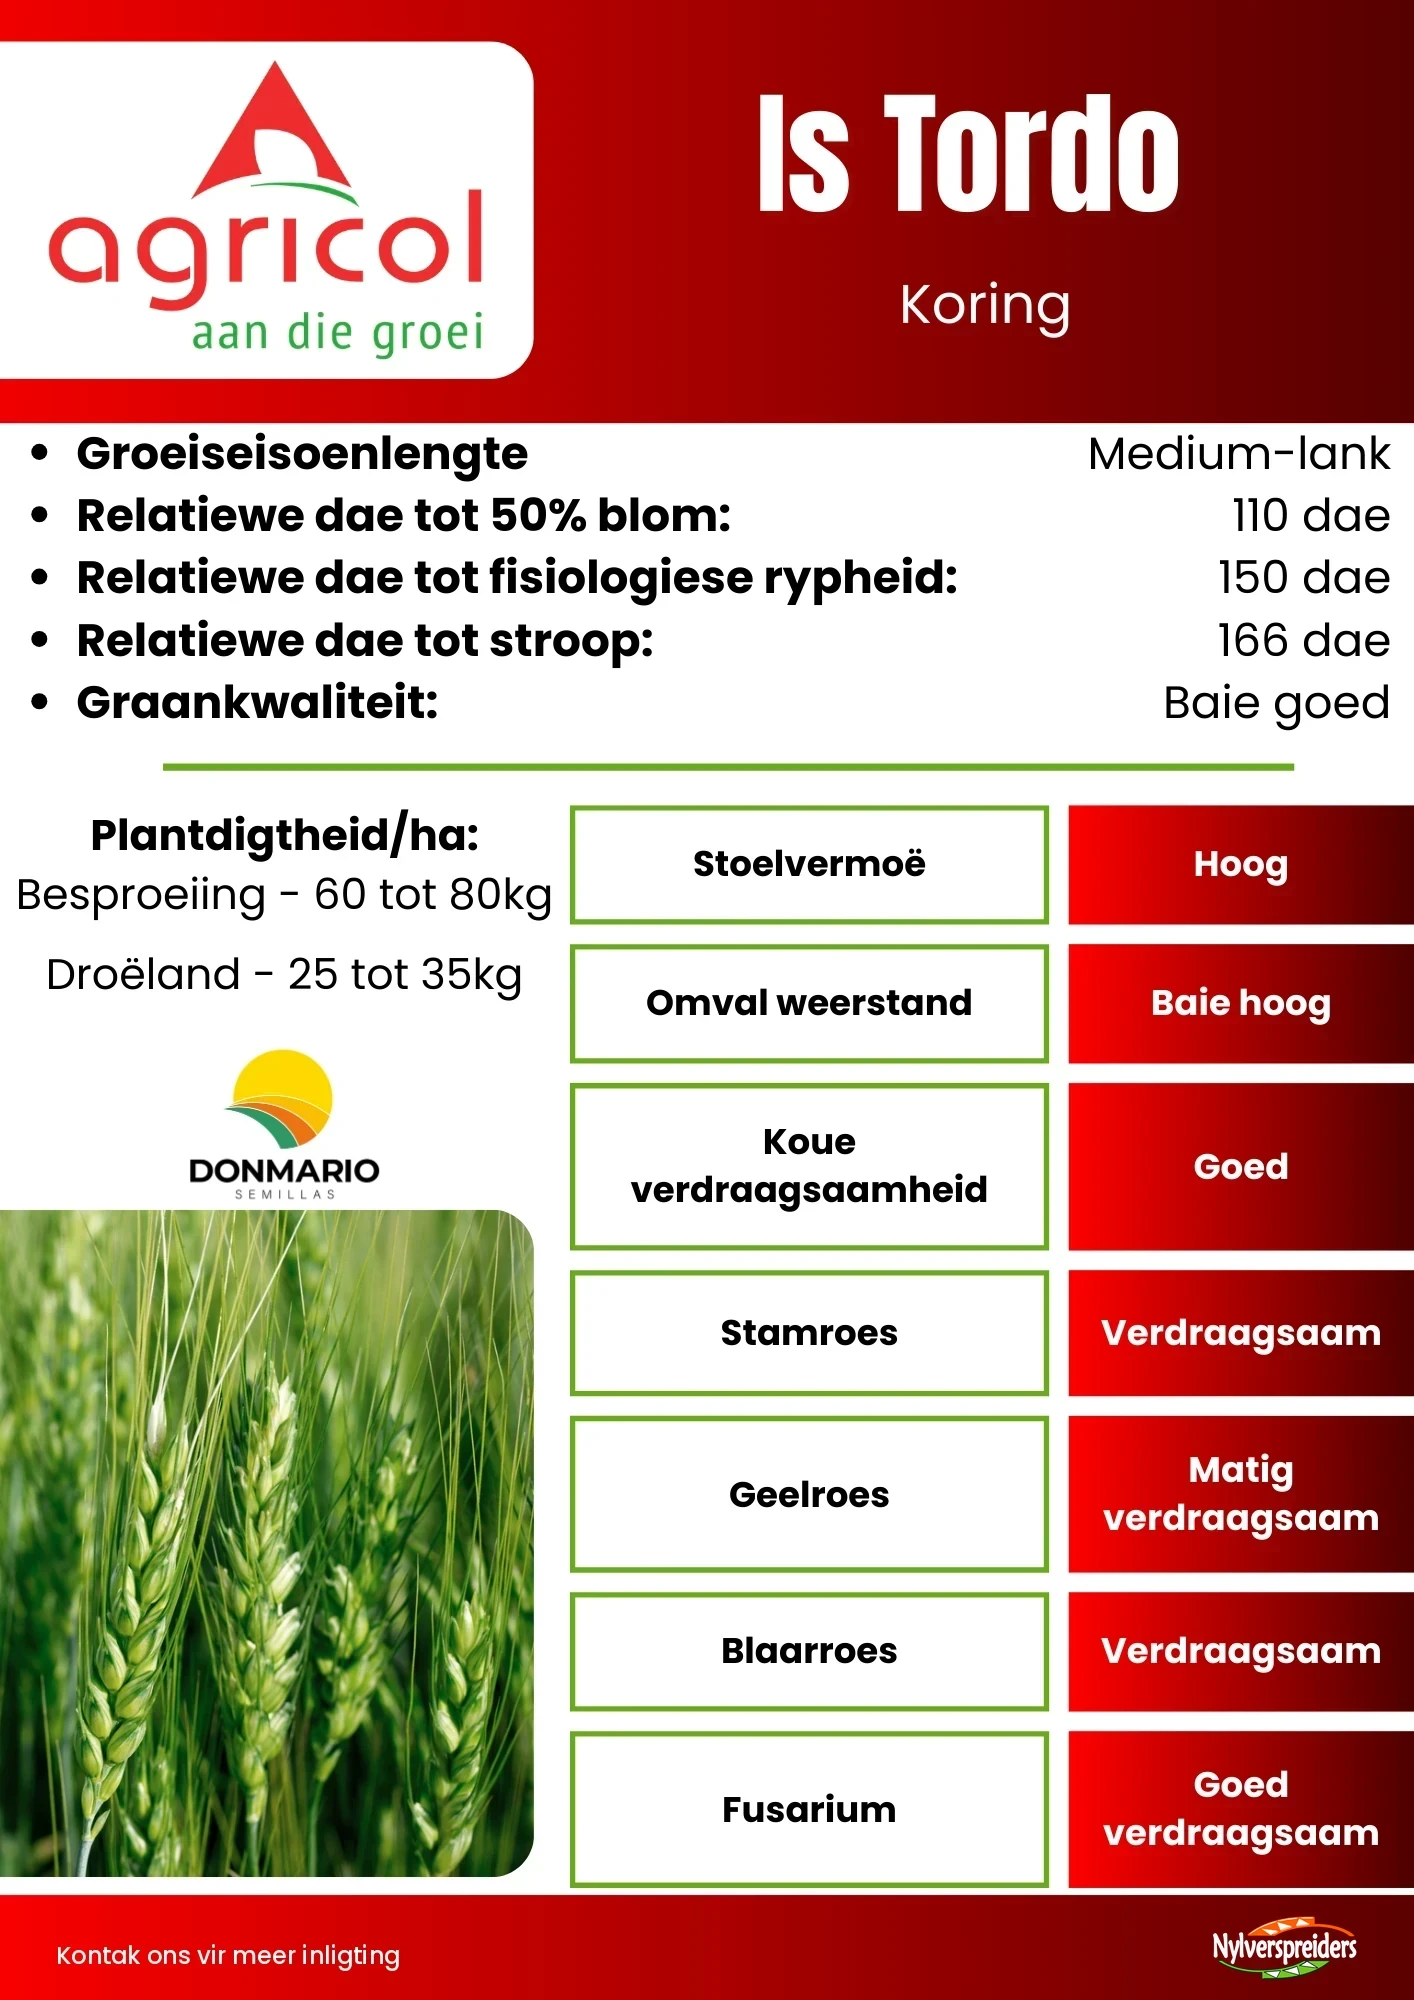 agricol
aan die groei
Is Tordo
Koring
• Groeiseisoenlengte Medium-lank
• Relatiewe dae tot 50% blom: 110 dae
• Relatiewe dae tot fisiologiese rypheid: 150 dae
• Relatiewe dae tot stroop: 166 dae
• Graankwaliteit: Baie goed
Plantdigtheid/ha:
Besproeiing - 60 tot 80kg
Droëland - 25 tot 35kg
DONMARIO
SEMILLAS
Stoelvermoë Hoog
Omval weerstand Baie hoog
Koue
verdraagsaamheid
Goed
Stamroes Verdraagsaam
Geelroes
Matig
verdraagsaam
Blaarroes Verdraagsaam
Fusarium
Goed
verdraagsaam
Kontak ons vir meer inligting
Nylverspreiders